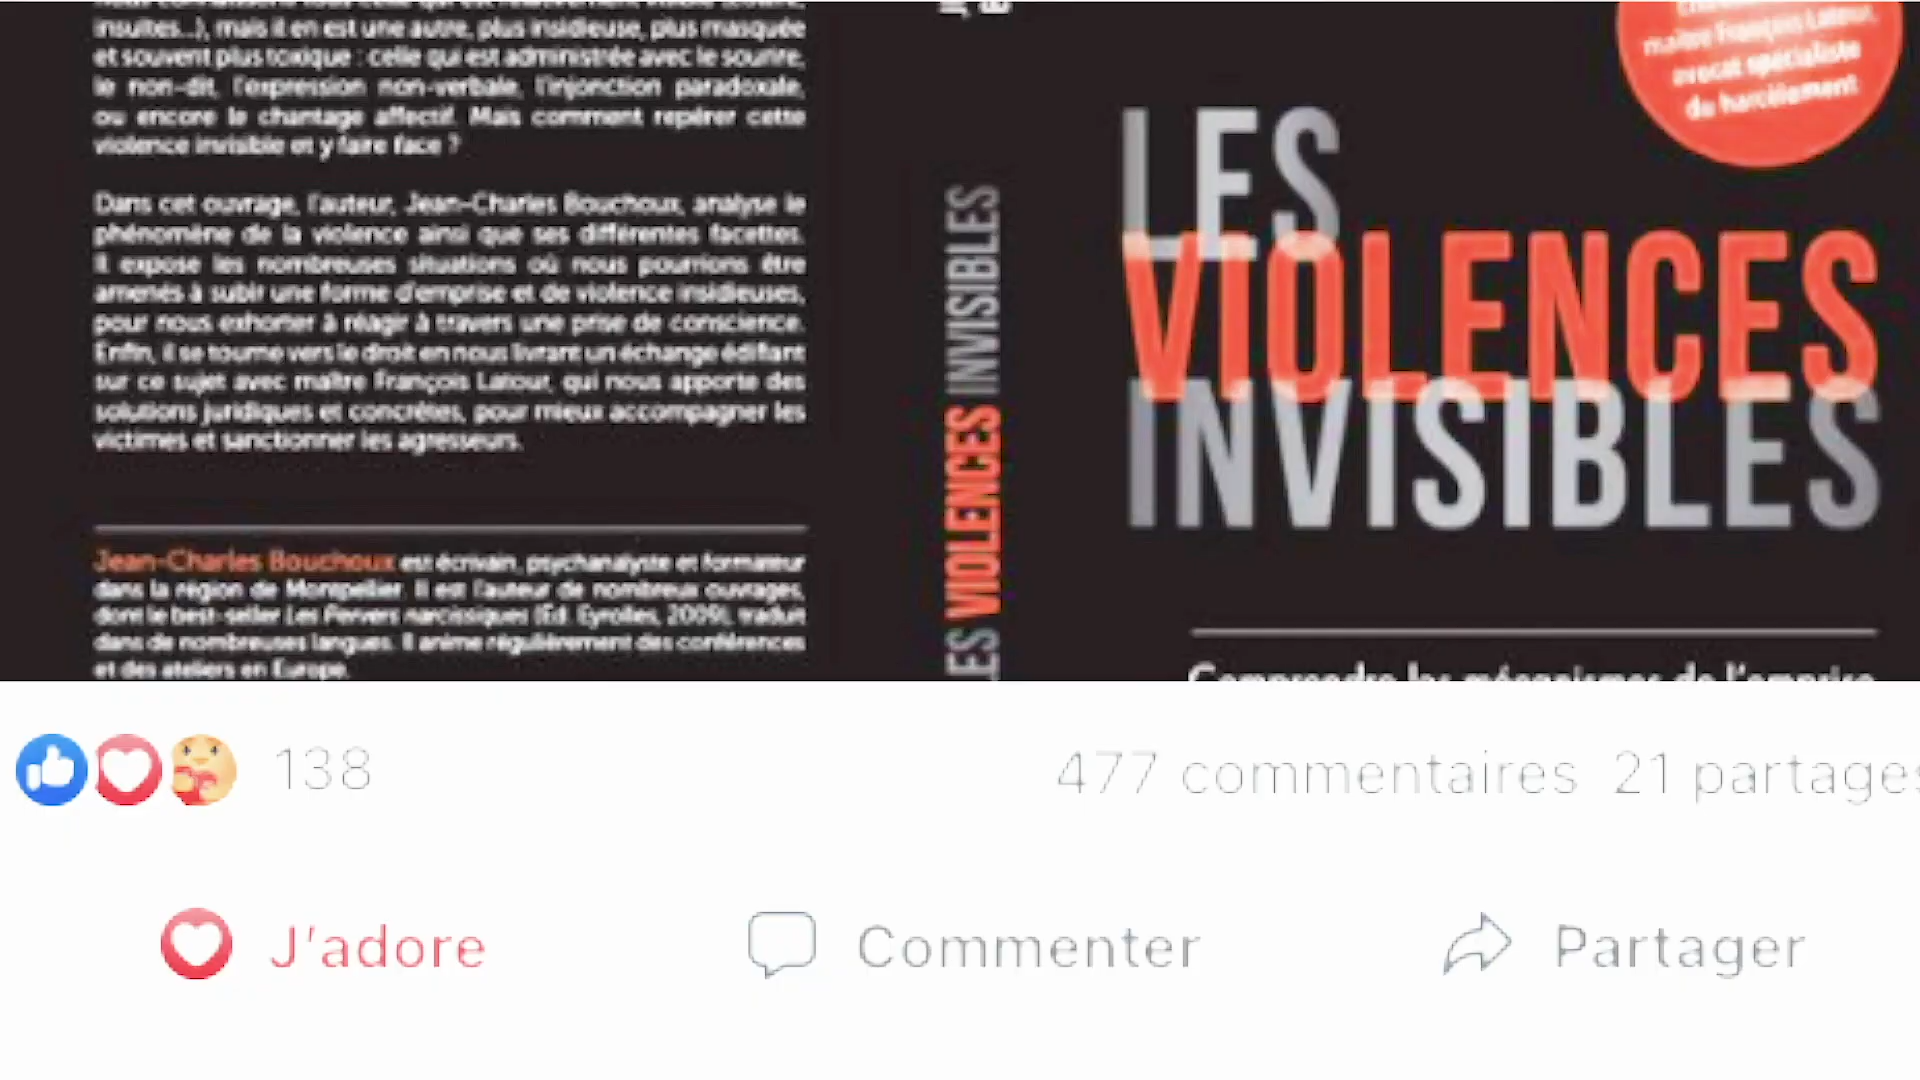 insultes...), mais il en est une autre, plus insidieuse, plus masquée
et souvent plus toxique : celle qui est administrée avec le sourire,
le non-dit, l'expression non-verbale, l'injonction paradoxale,
ou encore le chantage affectif. Mais comment repérer cette
violence invisible et y faire face ?
Dans cet ouvrage, l'auteur, Jean-Charles Bouchoux, analyse le
phénomène de la violence ainsi que ses différentes facettes.
Il expose les nombreuses situations où nous pourrions être
amenés à subir une forme d'emprise et de violence insidieuses,
pour nous exhorter à réagir à travers une prise de conscience.
Enfin, il se tourne vers le droit en nous livrant un échange édifiant
sur ce sujet avec maître François Latour, qui nous apporte des
solutions juridiques et concrètes, pour mieux accompagner les
victimes et sanctionner les agresseurs.
Jean-Charles Bouchoux est écrivain, psychanalyste et formateur
dans la région de Montpellier. Il est l'auteur de nombreux ouvrages,
dont le best-seller Les Pervers narcissiques (Éd. Eyrolles, 2009), traduit
dans de nombreuses langues. Il anime régulièrement des conférences
et des ateliers en Europe.
LES VIOLENCES INVISIBLES
maître François Latour,
avocat spécialiste
du harcèlement
LES
VIOLENCES
INVISIBLES
Comprendre les mécanismes de l'emprise
138
477 commentaires 21 partages
J'adore
Commenter
Partager